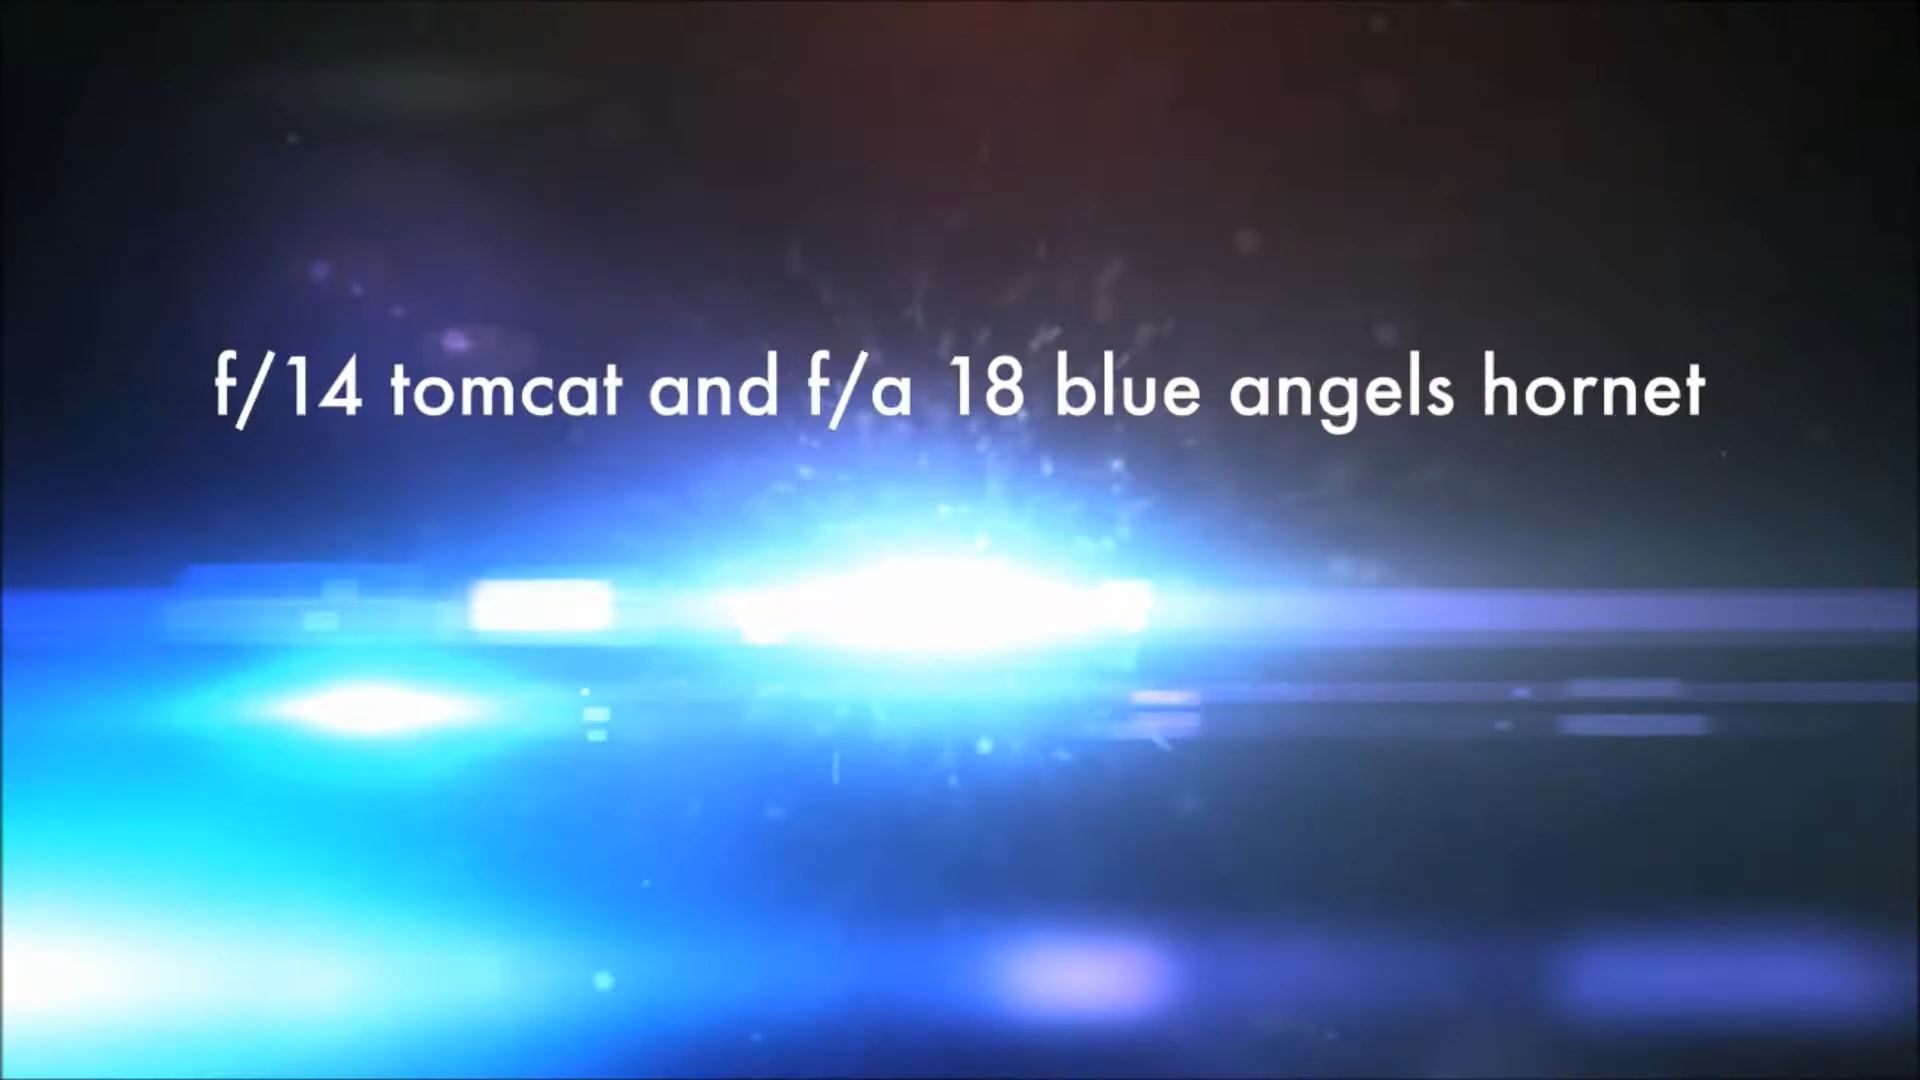 f/14 tomcat and f/a 18 blue angels hornet